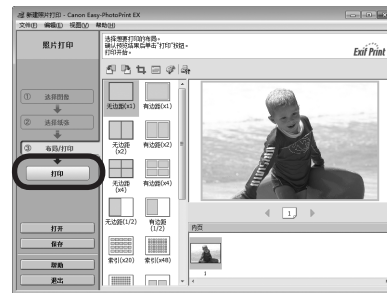 新建照片打印 - Canon Easy-PhotoPrint EX
文件(F) 编辑(E) 视图(V) 帮助(H)
照片打印
选择想要打印的布局。
确认预览结果后单击"打印"按钮。
打印开始。
Exif Print
① 选择图像
② 选择纸张
③ 布局/打印
打印
打开
保存
帮助
退出
无边距(x1) 有边距(x1)
无边距
(x2)
有边距(x2)
无边距
(x4)
有边距(x4)
无边距(1/2) 有边距
(1/2)
索引(x20) 索引(x48)
1
内页
1